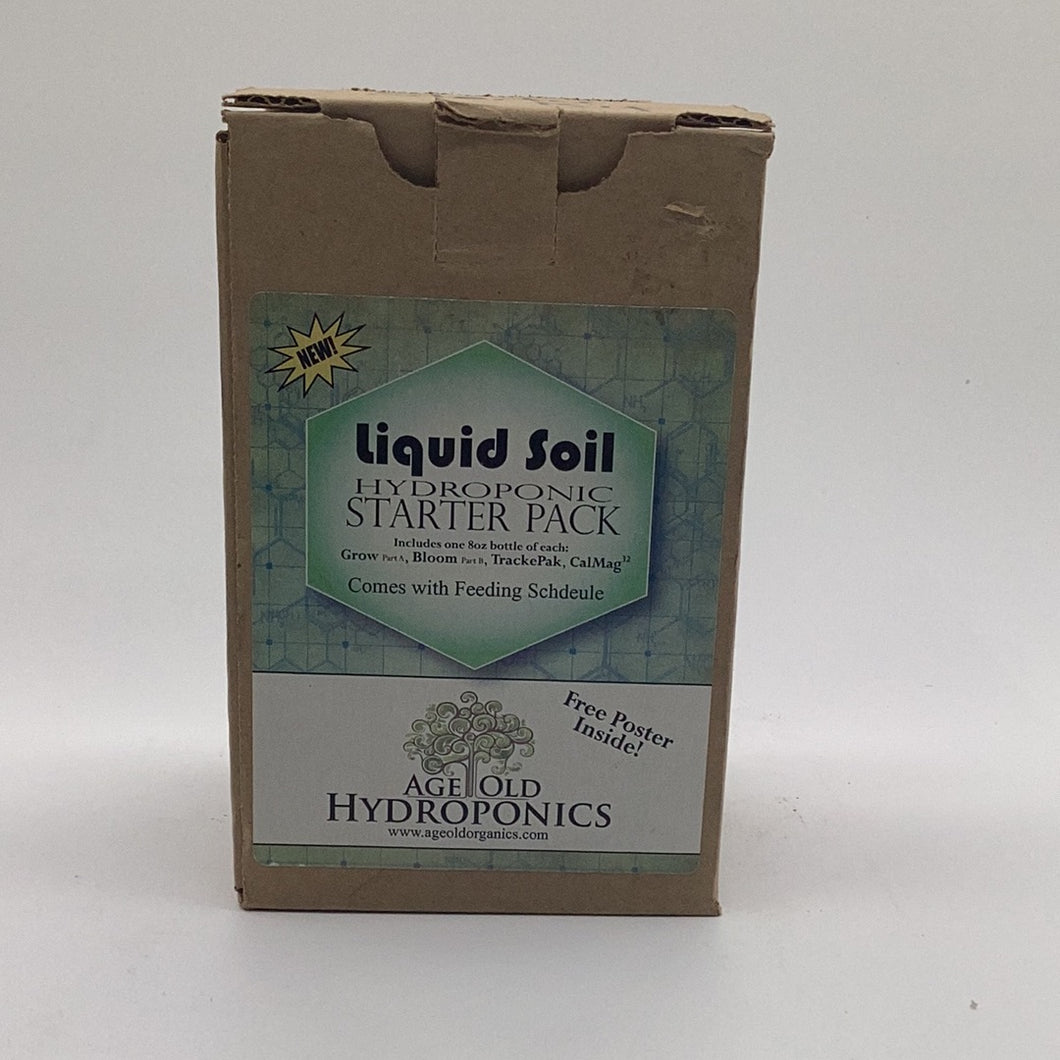 NEW!
Liquid Soil
HYDROPONIC
STARTER PACK
Includes one 8oz bottle of each:
Grow Part A, Bloom Part B, TrackePak, CalMag¹²
Comes with Feeding Schdeule
Free Poster
Inside!
AGE OLD
HYDROPONICS
www.ageoldorganics.com